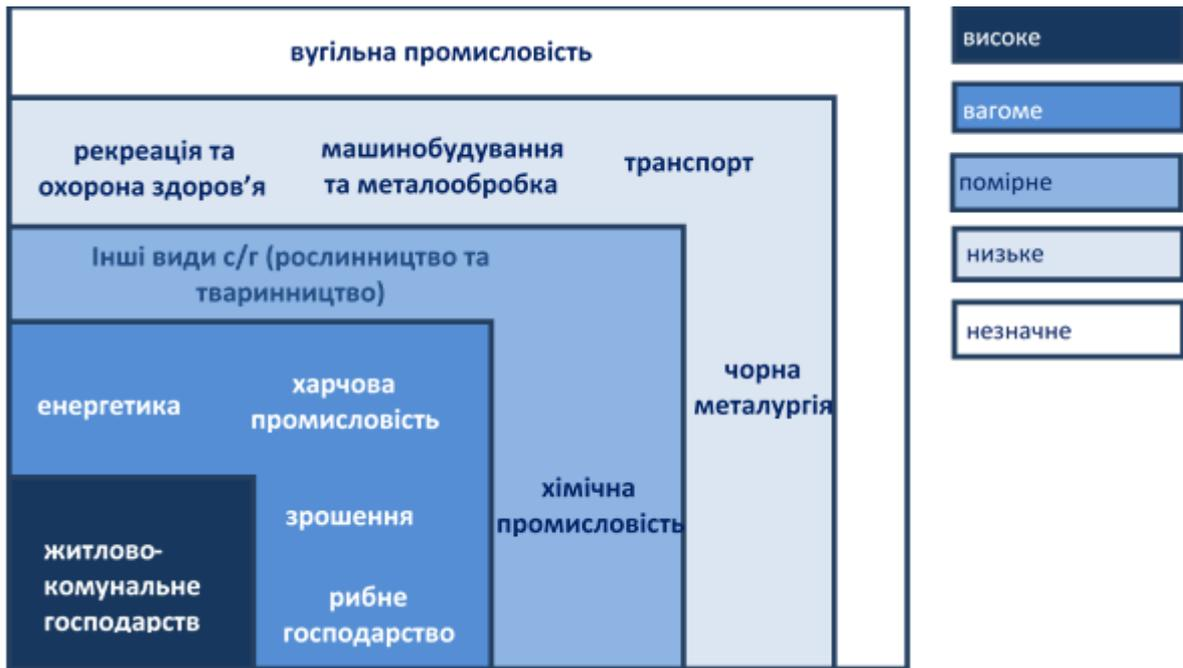 вугільна промисловість
рекреація та
охорона здоров’я
машинобудування
та металообробка
транспорт
Інші види с/г (рослинництво та
тваринництво)
чорна
металургія
енергетика
харчова
промисловість
хімічна
промисловість
зрошення
житлово-
комунальне
господарств
рибне
господарство
високе
вагоме
помірне
низьке
незначне